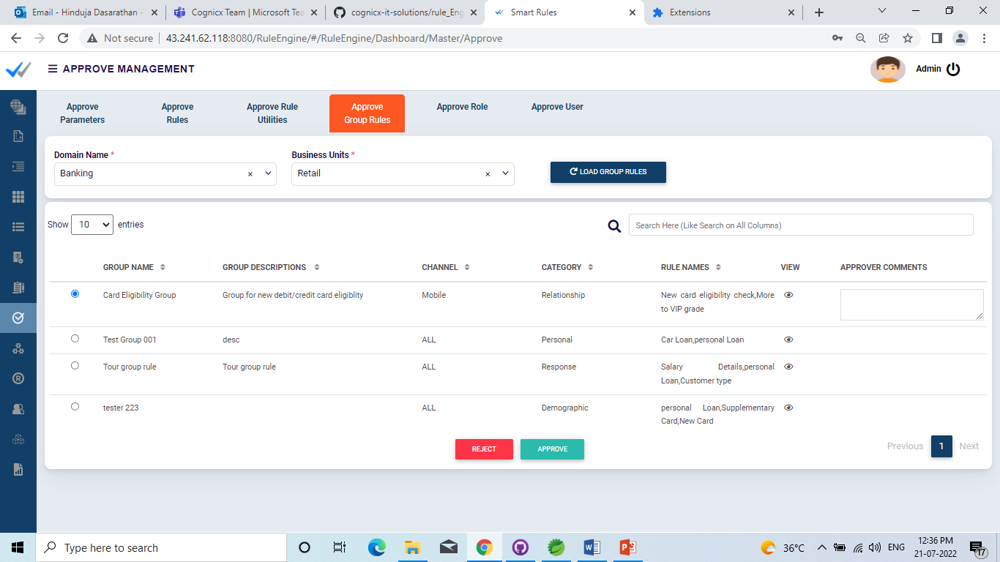 Email - Hinduja Dasarathan -
Cognicx Team | Microsoft Tea
cognicx-it-solutions/rule_Eng
Smart Rules
Extensions
Not secure
43.241.62.118:8080/RuleEngine/#/RuleEngine/Dashboard/Master/Approve
APPROVE MANAGEMENT
Admin
Approve
Parameters
Approve
Rules
Approve Rule
Utilities
Approve
Group Rules
Approve Role
Approve User
Domain Name *
Business Units *
Banking ×
Retail ×
LOAD GROUP RULES
Show 10 entries
Search Here (Like Search on All Columns)
GROUP NAME GROUP DESCRIPTIONS CHANNEL CATEGORY RULE NAMES VIEW APPROVER COMMENTS
Card Eligibility Group Group for new debit/credit card eligiblity Mobile Relationship New card eligibility check,More
to VIP grade
Test Group 001 desc ALL Personal Car Loan,personal Loan
Tour group rule Tour group rule ALL Response Salary Details,personal
Loan,Customer type
tester 223 ALL Demographic personal Loan,Supplementary
Card,New Card
REJECT APPROVE
Previous 1 Next
R
Type here to search
36°C
ENG
12:36 PM
21-07-2022
17